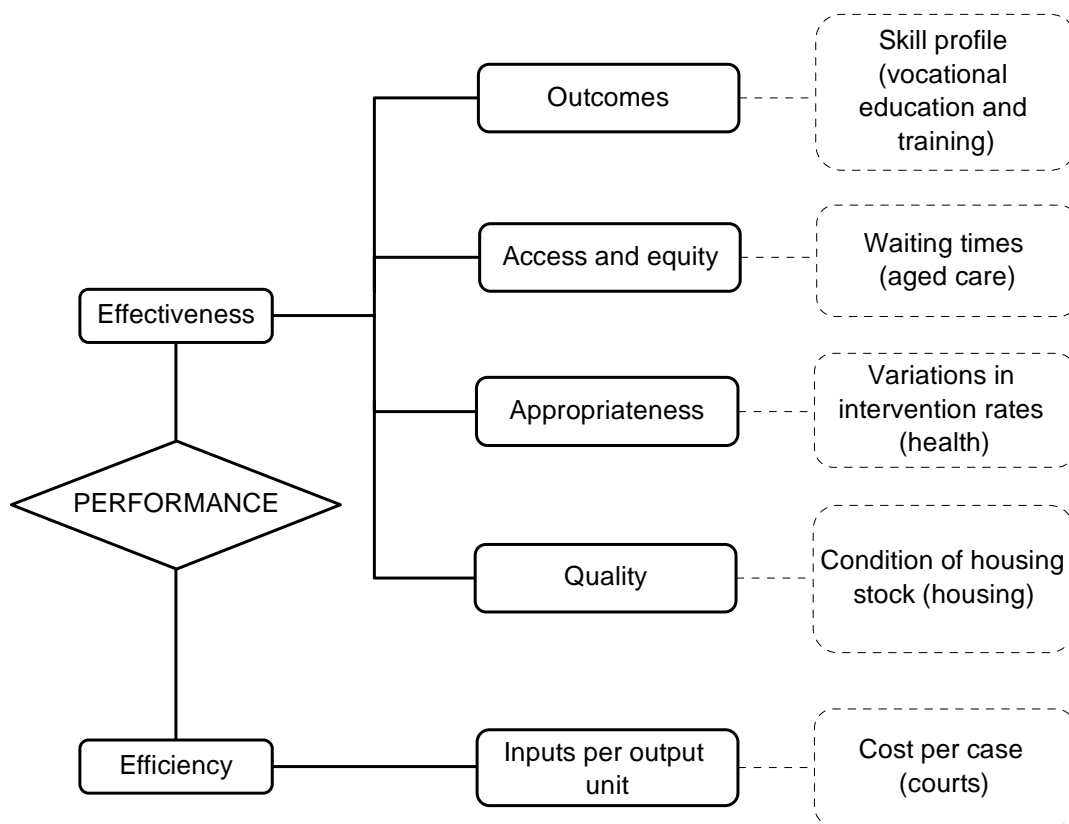 Outcomes
Skill profile
(vocational
education and
training)
Access and equity
Waiting times
(aged care)
Effectiveness
Appropriateness
Variations in
intervention rates
(health)
PERFORMANCE
Quality
Condition of housing
stock (housing)
Efficiency
Inputs per output
unit
Cost per case
(courts)